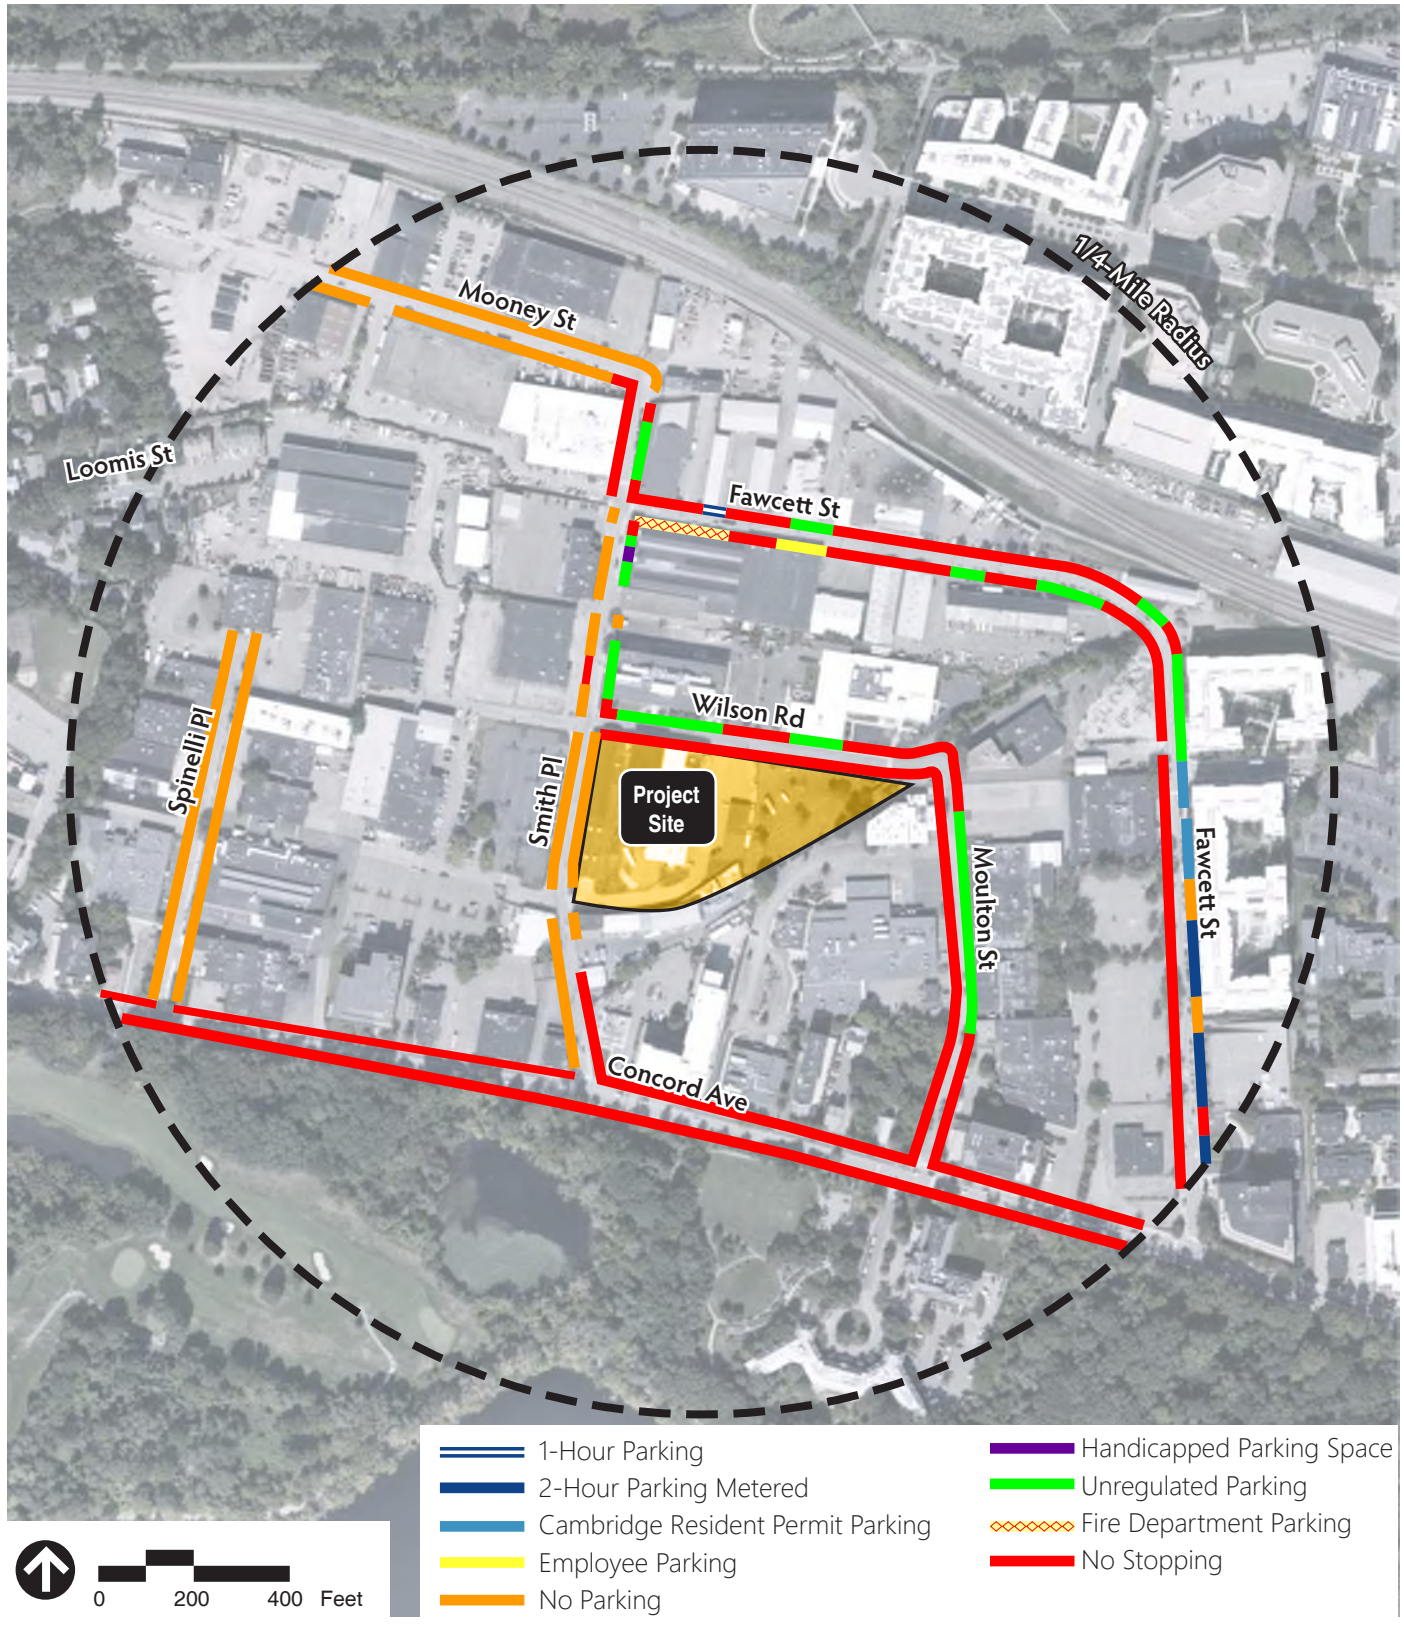 1/4-Mile Radius
Mooney St
Loomis St
Fawcett St
Wilson Rd
Spinelli Pl
Smith Pl
Project
Site
Moulton St
Fawcett St
Concord Ave
1-Hour Parking
2-Hour Parking Metered
Cambridge Resident Permit Parking
Employee Parking
No Parking
Handicapped Parking Space
Unregulated Parking
Fire Department Parking
No Stopping
0 200 400 Feet